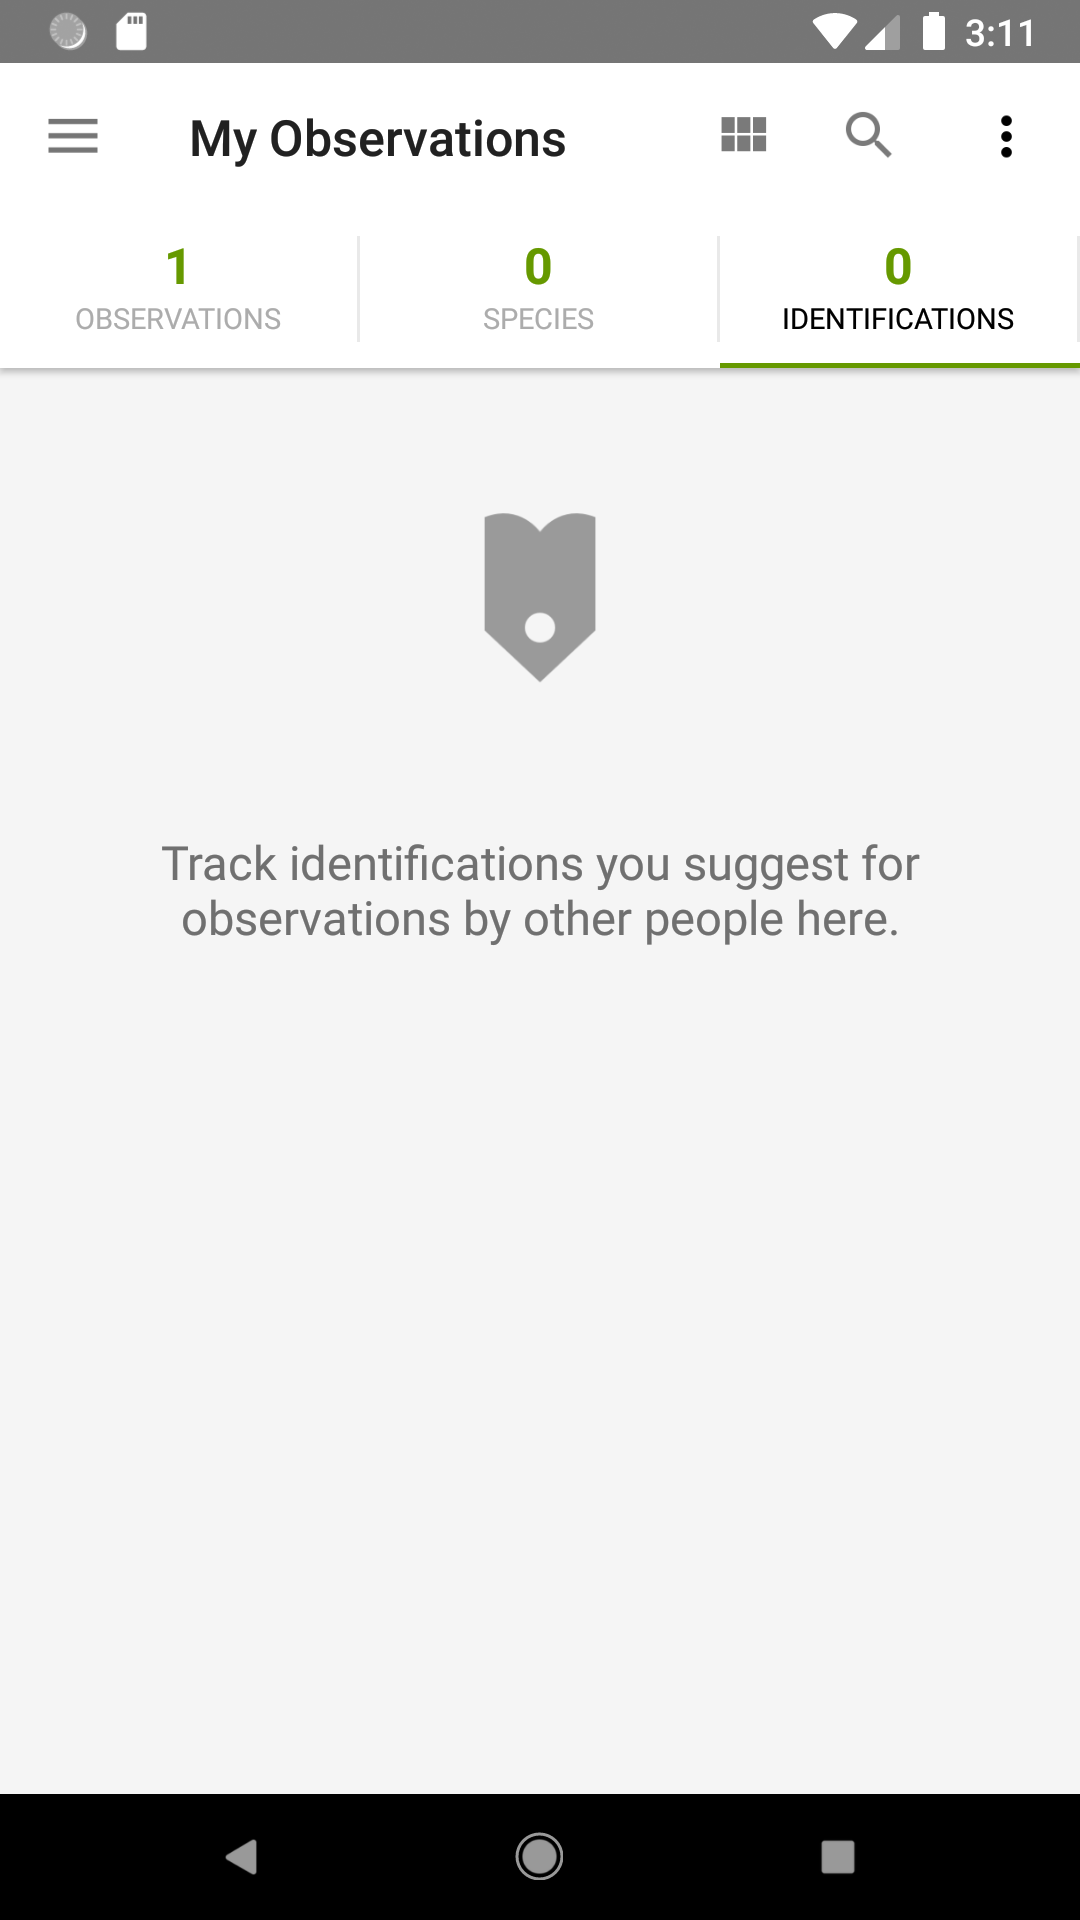 3:11
My Observations
1
OBSERVATIONS
0
SPECIES
0
IDENTIFICATIONS
Track identifications you suggest for
observations by other people here.